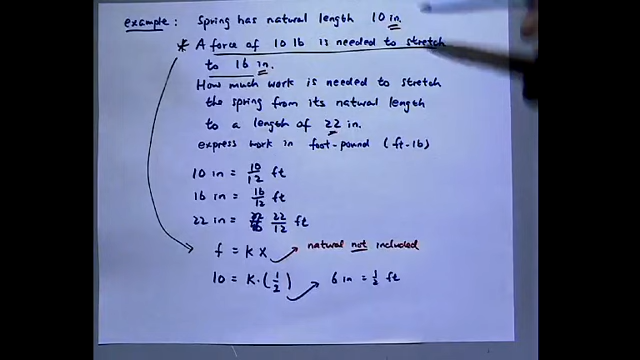 example: Spring has natural length 10 in.
* A force of 10 lb is needed to stretch
to 16 in.
How much work is needed to stretch
the spring from its natural length
to a length of 22 in.
express work in foot-pound (ft-lb)
10 in = 10/12 ft
16 in = 16/12 ft
22 in = 22/12 ft
f = k x → natural not included
10 = k · (1/2) → 6 in = 1/2 ft